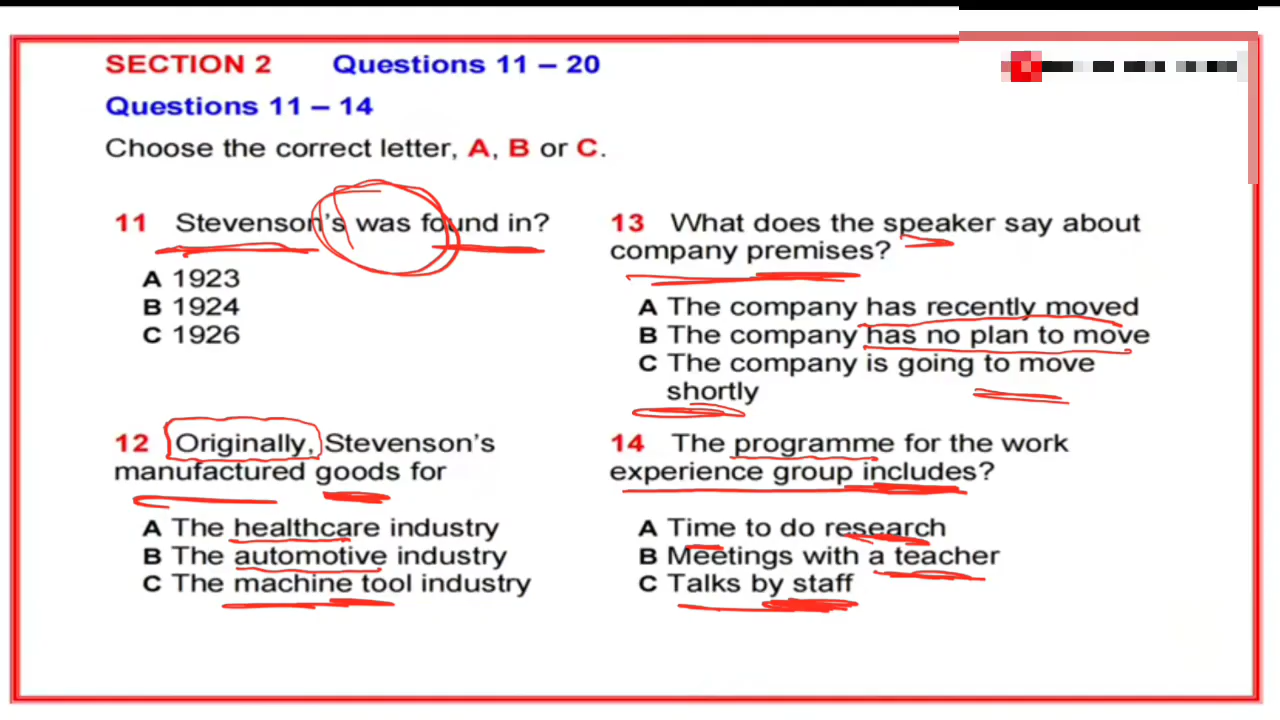 SECTION 2 Questions 11 – 20
Questions 11 – 14
Choose the correct letter, A, B or C.
11 Stevenson's was found in?
A 1923
B 1924
C 1926
12 Originally, Stevenson's
manufactured goods for
A The healthcare industry
B The automotive industry
C The machine tool industry
13 What does the speaker say about
company premises?
A The company has recently moved
B The company has no plan to move
C The company is going to move
shortly
14 The programme for the work
experience group includes?
A Time to do research
B Meetings with a teacher
C Talks by staff